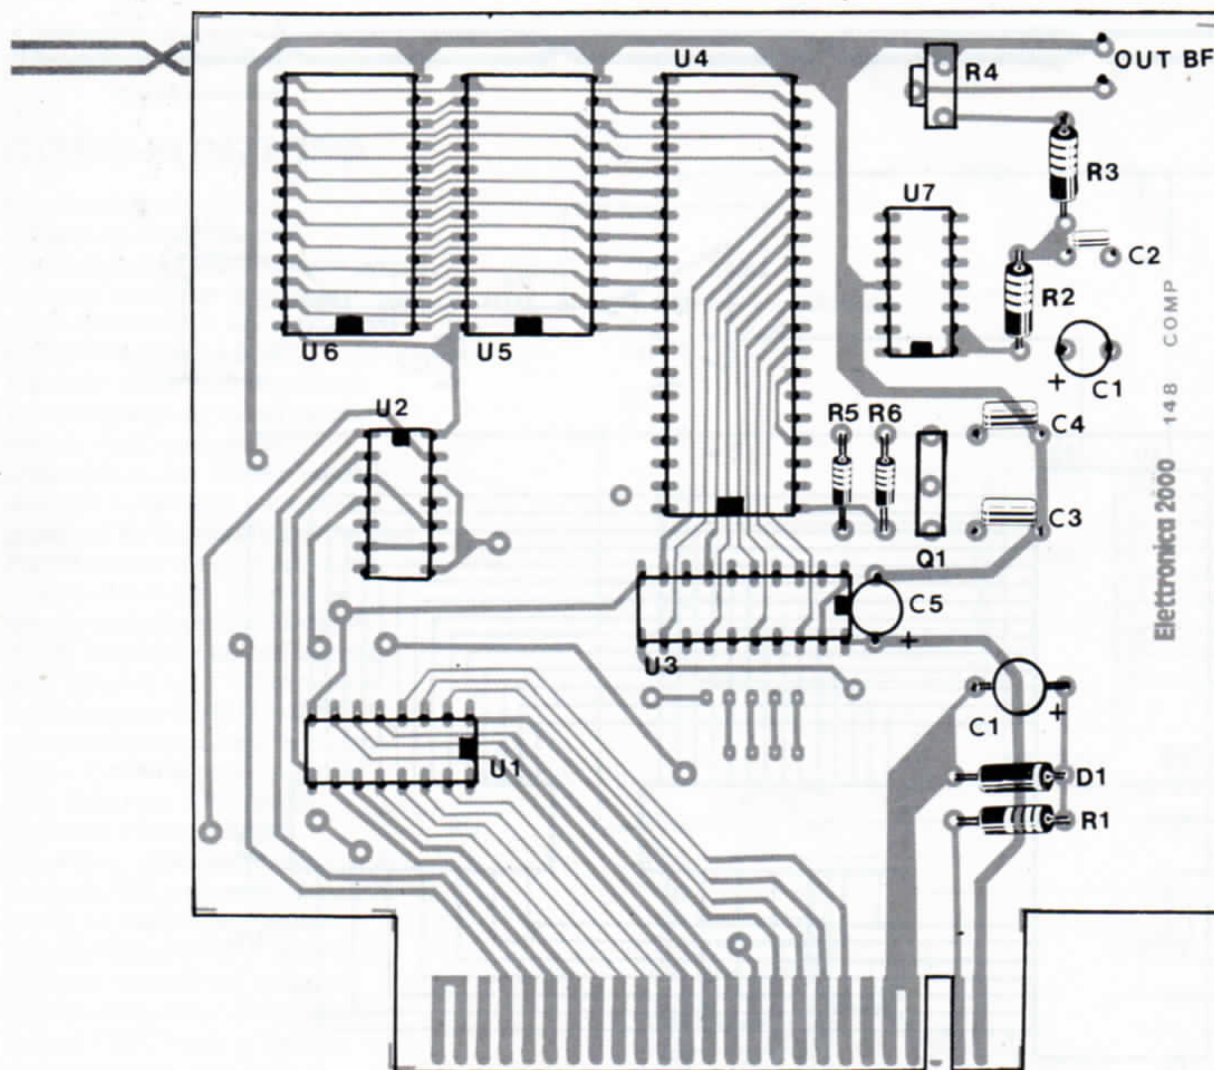 U4
R4
OUT BF
R3
U7
C2
R2
U6
U5
+
C1
U2
R5
R6
C4
C3
Q1
C5
+
U3
C1
+
U1
D1
R1
Elettronica 2000 148 COMP